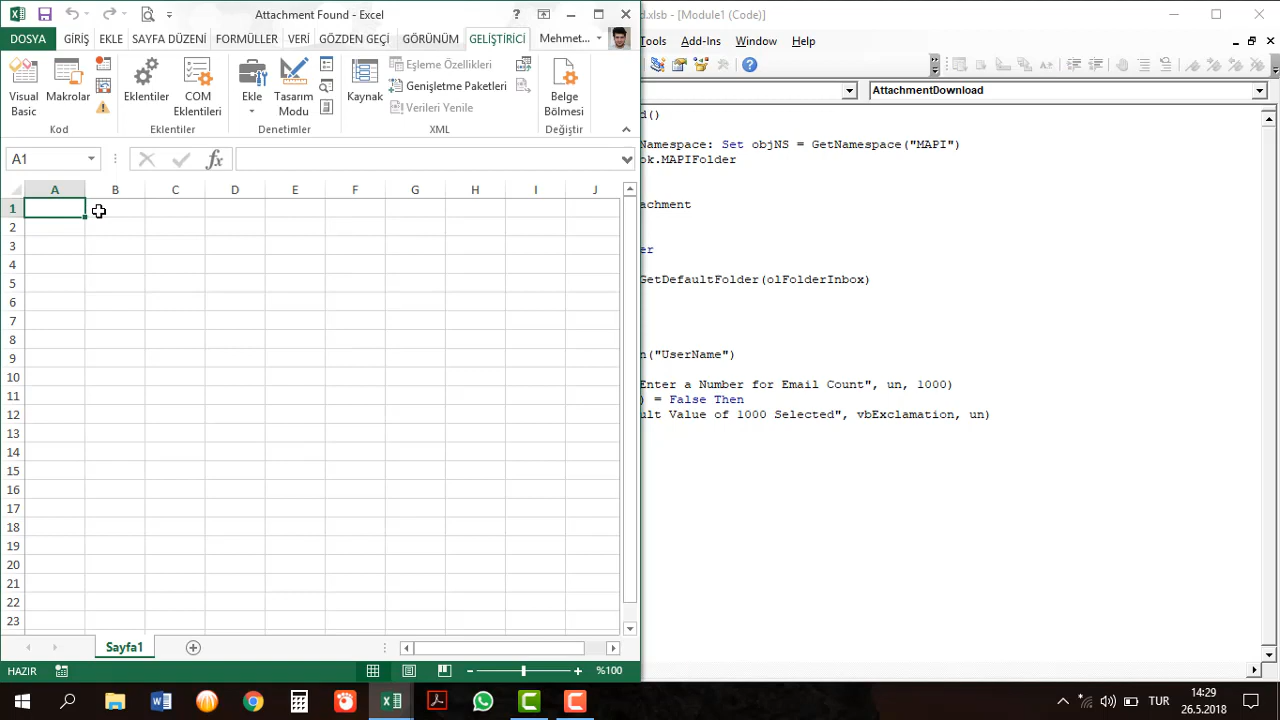 Attachment Found - Excel
DOSYA GİRİŞ EKLE SAYFA DÜZENİ FORMÜLLER VERİ GÖZDEN GEÇİ GÖRÜNÜM GELİŞTİRİCİ Mehmet...
Visual Basic
Makrolar
Kod
Eklentiler
COM Eklentileri
Eklentiler
Ekle
Tasarım Modu
Denetimler
Kaynak
Eşleme Özellikleri
Genişletme Paketleri
Verileri Yenile
XML
Belge Bölmesi
Değiştir
A1
fx
A B C D E F G H I J
1
2
3
4
5
6
7
8
9
10
11
12
13
14
15
16
17
18
19
20
21
22
23
Sayfa1
HAZIR
%100
d.xlsb - [Module1 (Code)]
Tools Add-Ins Window Help
AttachmentDownload
d()
Namespace: Set objNS = GetNamespace("MAPI")
ok.MAPIFolder
achment
er
GetDefaultFolder(olFolderInbox)
n("UserName")
Enter a Number for Email Count", un, 1000)
) = False Then
ult Value of 1000 Selected", vbExclamation, un)
TUR
14:29
26.5.2018